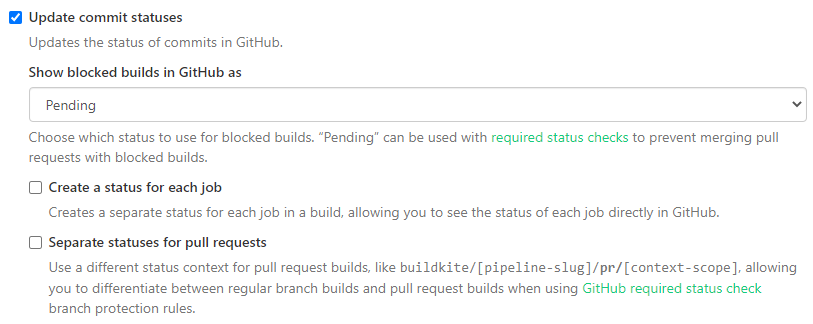 Update commit statuses
Updates the status of commits in GitHub.
Show blocked builds in GitHub as
Pending
Choose which status to use for blocked builds. “Pending” can be used with required status checks to prevent merging pull
requests with blocked builds.
Create a status for each job
Creates a separate status for each job in a build, allowing you to see the status of each job directly in GitHub.
Separate statuses for pull requests
Use a different status context for pull request builds, like buildkite/[pipeline-slug]/pr/[context-scope], allowing
you to differentiate between regular branch builds and pull request builds when using GitHub required status check
branch protection rules.